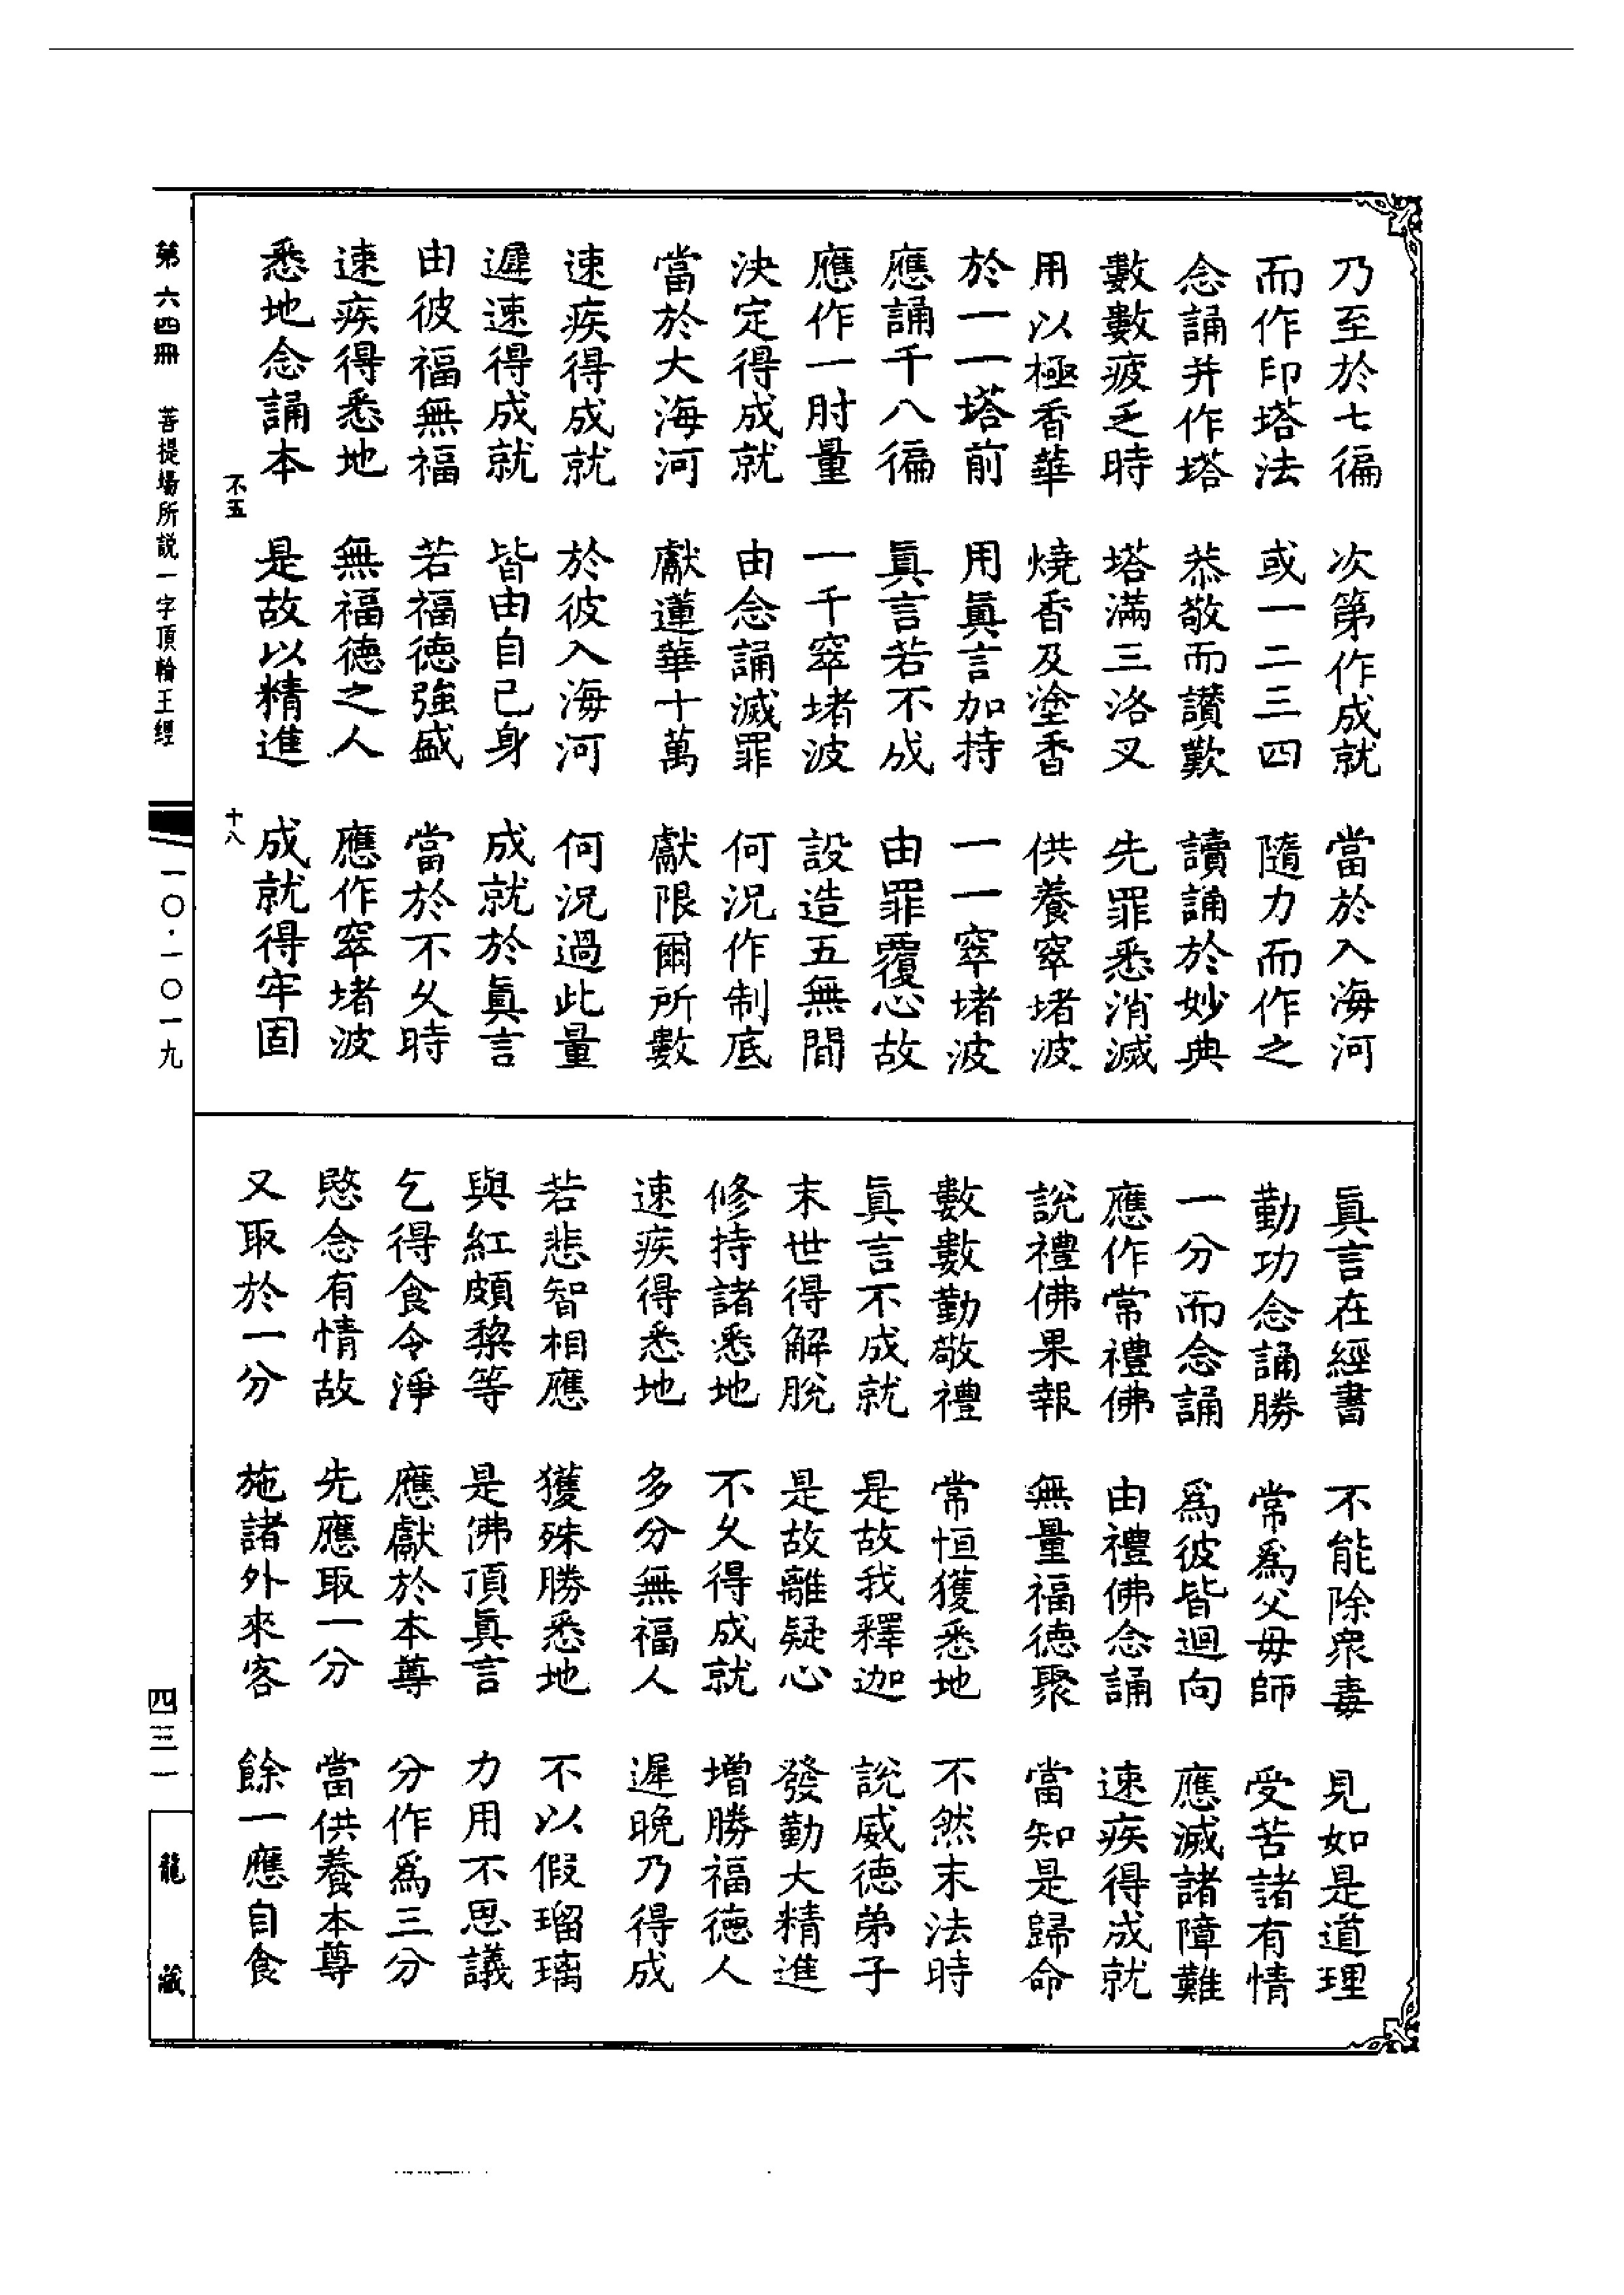 乃至於七徧　次第作成就　當於入海河
而作印塔法　或一二三四　隨力而作之
念誦并作塔　恭敬而讚歎　讀誦於妙典
數數疲乏時　塔滿三洛叉　先罪悉消滅
用以極香華　燒香及塗香　供養窣堵波
於一一塔前　用眞言加持　一一窣堵波
應誦千八徧　眞言若不成　由罪覆心故
應作一肘量　一千窣堵波　設造五無間
決定得成就　由念誦滅罪　何況作制底
當於大海河　獻蓮華十萬　獻限爾所數
速疾得成就　於彼入海河　何況過此量
遲速得成就　皆由自己身　成就於眞言
由彼福無福　若福德強盛　當於不久時
速疾得悉地　無福德之人　應作窣堵波
悉地念誦本　是故以精進　成就得牢固
不五　十八
眞言在經書　不能除衆毒　見如是道理
勤功念誦勝　常爲父母師　受苦諸有情
一分而念誦　爲彼皆迴向　應滅諸障難
應作常禮佛　由禮佛念誦　速疾得成就
說禮佛果報　無量福德聚　當知是歸命
數數勤敬禮　常恒獲悉地　不然末法時
眞言不成就　是故我釋迦　說威德弟子
末世得解脫　是故離疑心　發勤大精進
修持諸悉地　不久得成就　增勝福德人
速疾得悉地　多分無福人　遲晚乃得成
若悲智相應　獲殊勝悉地　不以假瑠璃
與紅頗棃等　是佛頂眞言　力用不思議
乞得食令淨　應獻於本尊　分作爲三分
愍念有情故　先應取一分　當供養本尊
又取於一分　施諸外來客　餘一應自食
第六四冊　菩提場所説一字頂輪王經　一〇·一〇一九　四三一　龍藏